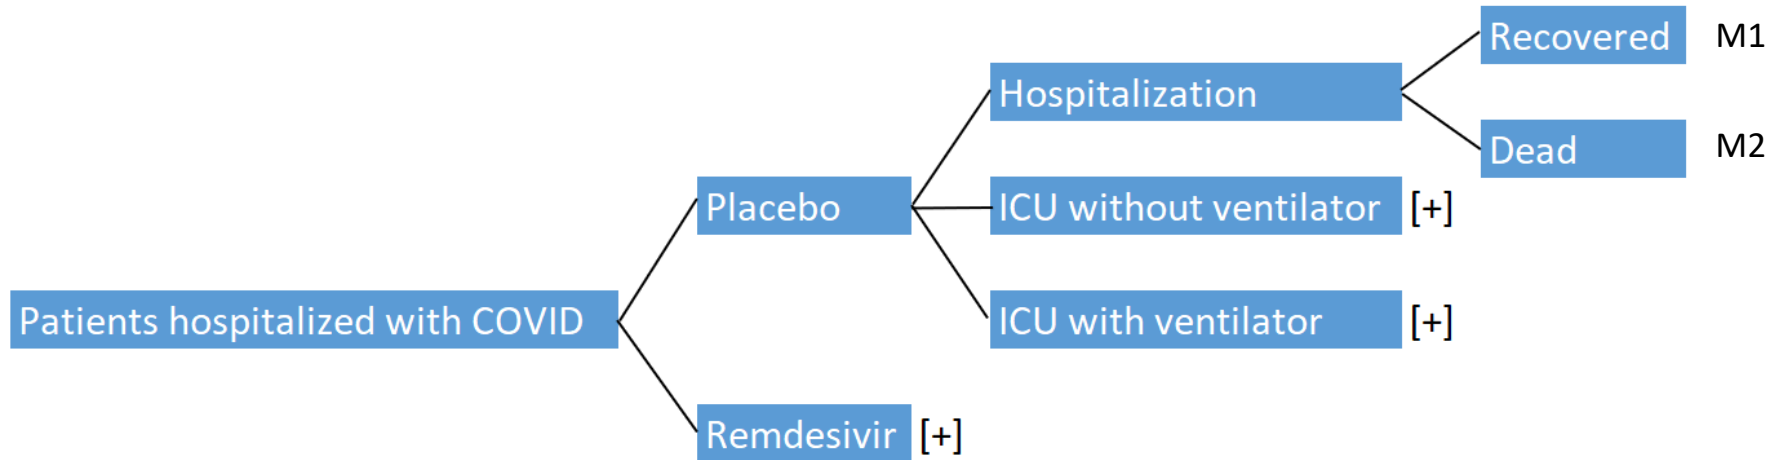 Recovered M1
Hospitalization
Dead M2
Placebo
ICU without ventilator [+]
Patients hospitalized with COVID
ICU with ventilator [+]
Remdesivir [+]